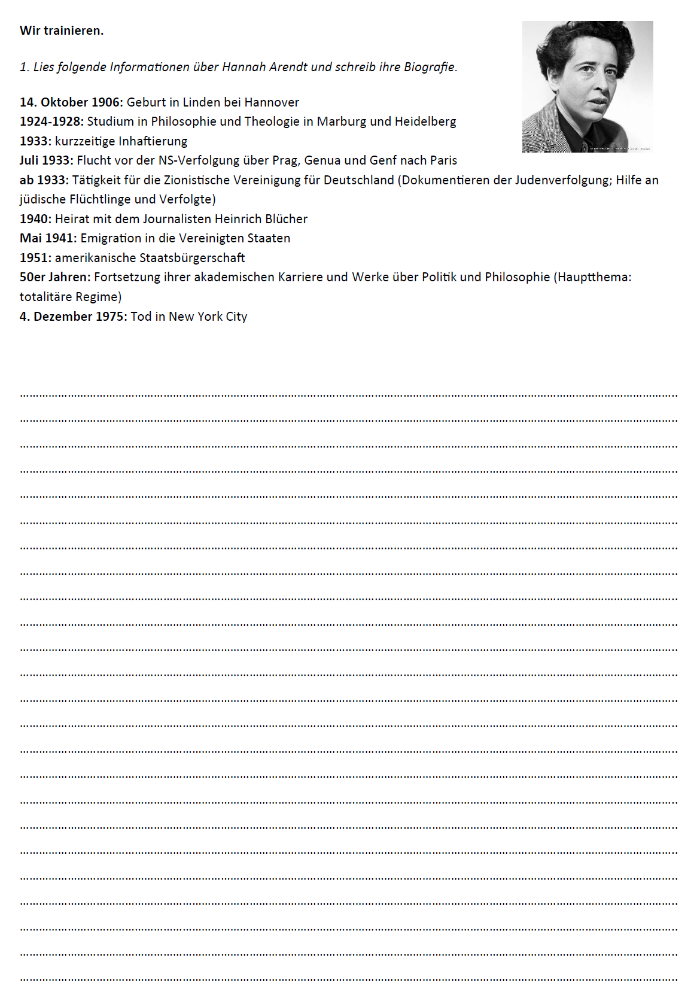 Wir trainieren.
1. Lies folgende Informationen über Hannah Arendt und schreib ihre Biografie.
14. Oktober 1906: Geburt in Linden bei Hannover
1924-1928: Studium in Philosophie und Theologie in Marburg und Heidelberg
1933: kurzzeitige Inhaftierung
Juli 1933: Flucht vor der NS-Verfolgung über Prag, Genua und Genf nach Paris
ab 1933: Tätigkeit für die Zionistische Vereinigung für Deutschland (Dokumentieren der Judenverfolgung; Hilfe an
jüdische Flüchtlinge und Verfolgte)
1940: Heirat mit dem Journalisten Heinrich Blücher
Mai 1941: Emigration in die Vereinigten Staaten
1951: amerikanische Staatsbürgerschaft
50er Jahren: Fortsetzung ihrer akademischen Karriere und Werke über Politik und Philosophie (Hauptthema:
totalitäre Regime)
4. Dezember 1975: Tod in New York City